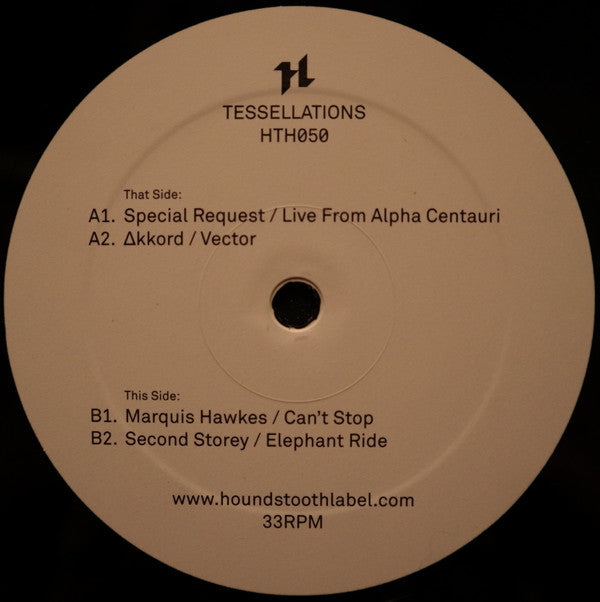 TESSELLATIONS
HTH050
That Side:
A1. Special Request / Live From Alpha Centauri
A2. Δkkord / Vector
This Side:
B1. Marquis Hawkes / Can't Stop
B2. Second Storey / Elephant Ride
www.houndstoothlabel.com
33RPM